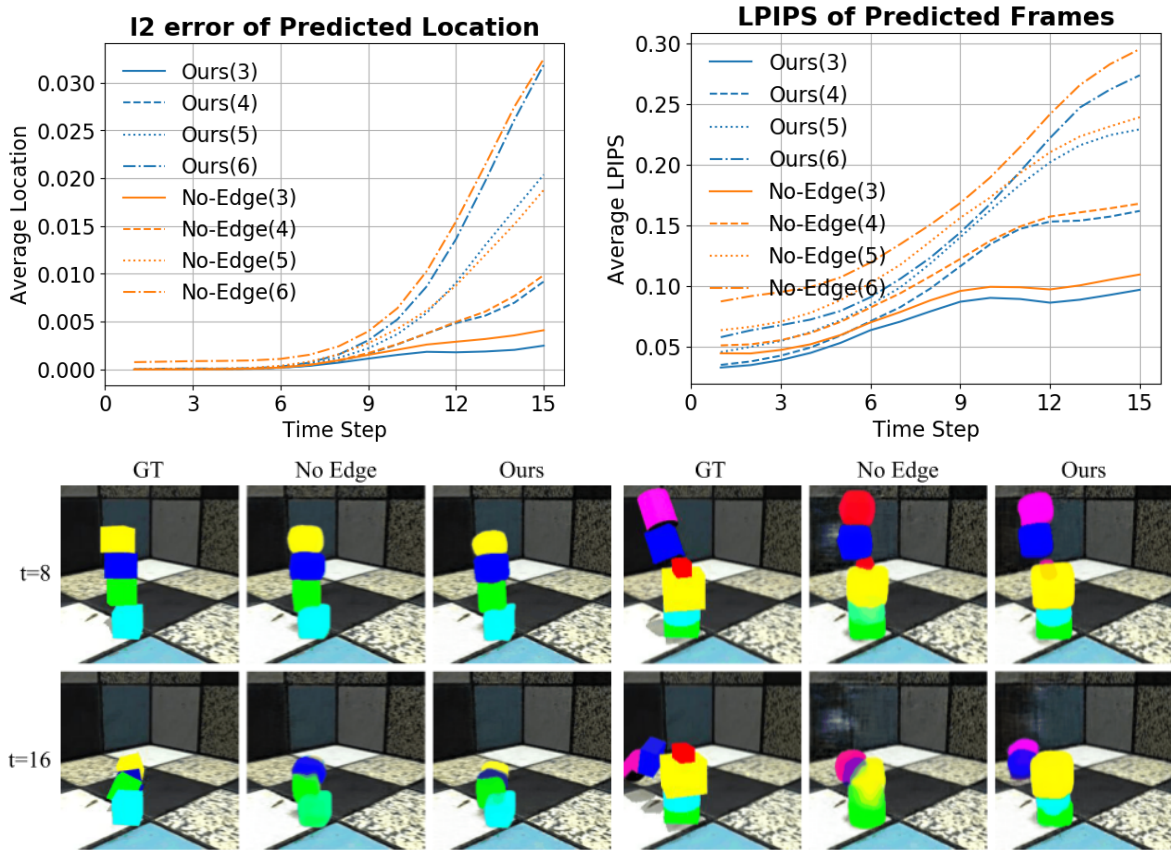 l2 error of Predicted Location
Average Location
0.030
0.025
0.020
0.015
0.010
0.005
0.000
Ours(3)
Ours(4)
Ours(5)
Ours(6)
No-Edge(3)
No-Edge(4)
No-Edge(5)
No-Edge(6)
0 3 6 9 12 15
Time Step
LPIPS of Predicted Frames
Average LPIPS
0.30
0.25
0.20
0.15
0.10
0.05
Ours(3)
Ours(4)
Ours(5)
Ours(6)
No-Edge(3)
No-Edge(4)
No-Edge(5)
No-Edge(6)
0 3 6 9 12 15
Time Step
GT No Edge Ours GT No Edge Ours
t=8
t=16